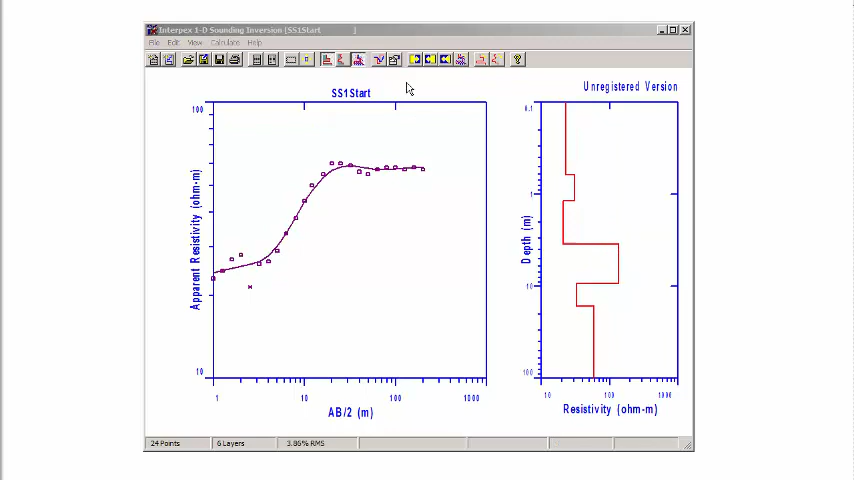 Interpex 1-D Sounding Inversion [SS1Start ]
File Edit View Calculate Help
SS1Start
Unregistered Version
100
10
Apparent Resistivity (ohm-m)
1 10 100 1000
AB/2 (m)
0.1
1
10
100
Depth (m)
10 100 1000
Resistivity (ohm-m)
24 Points 6 Layers 3.86% RMS